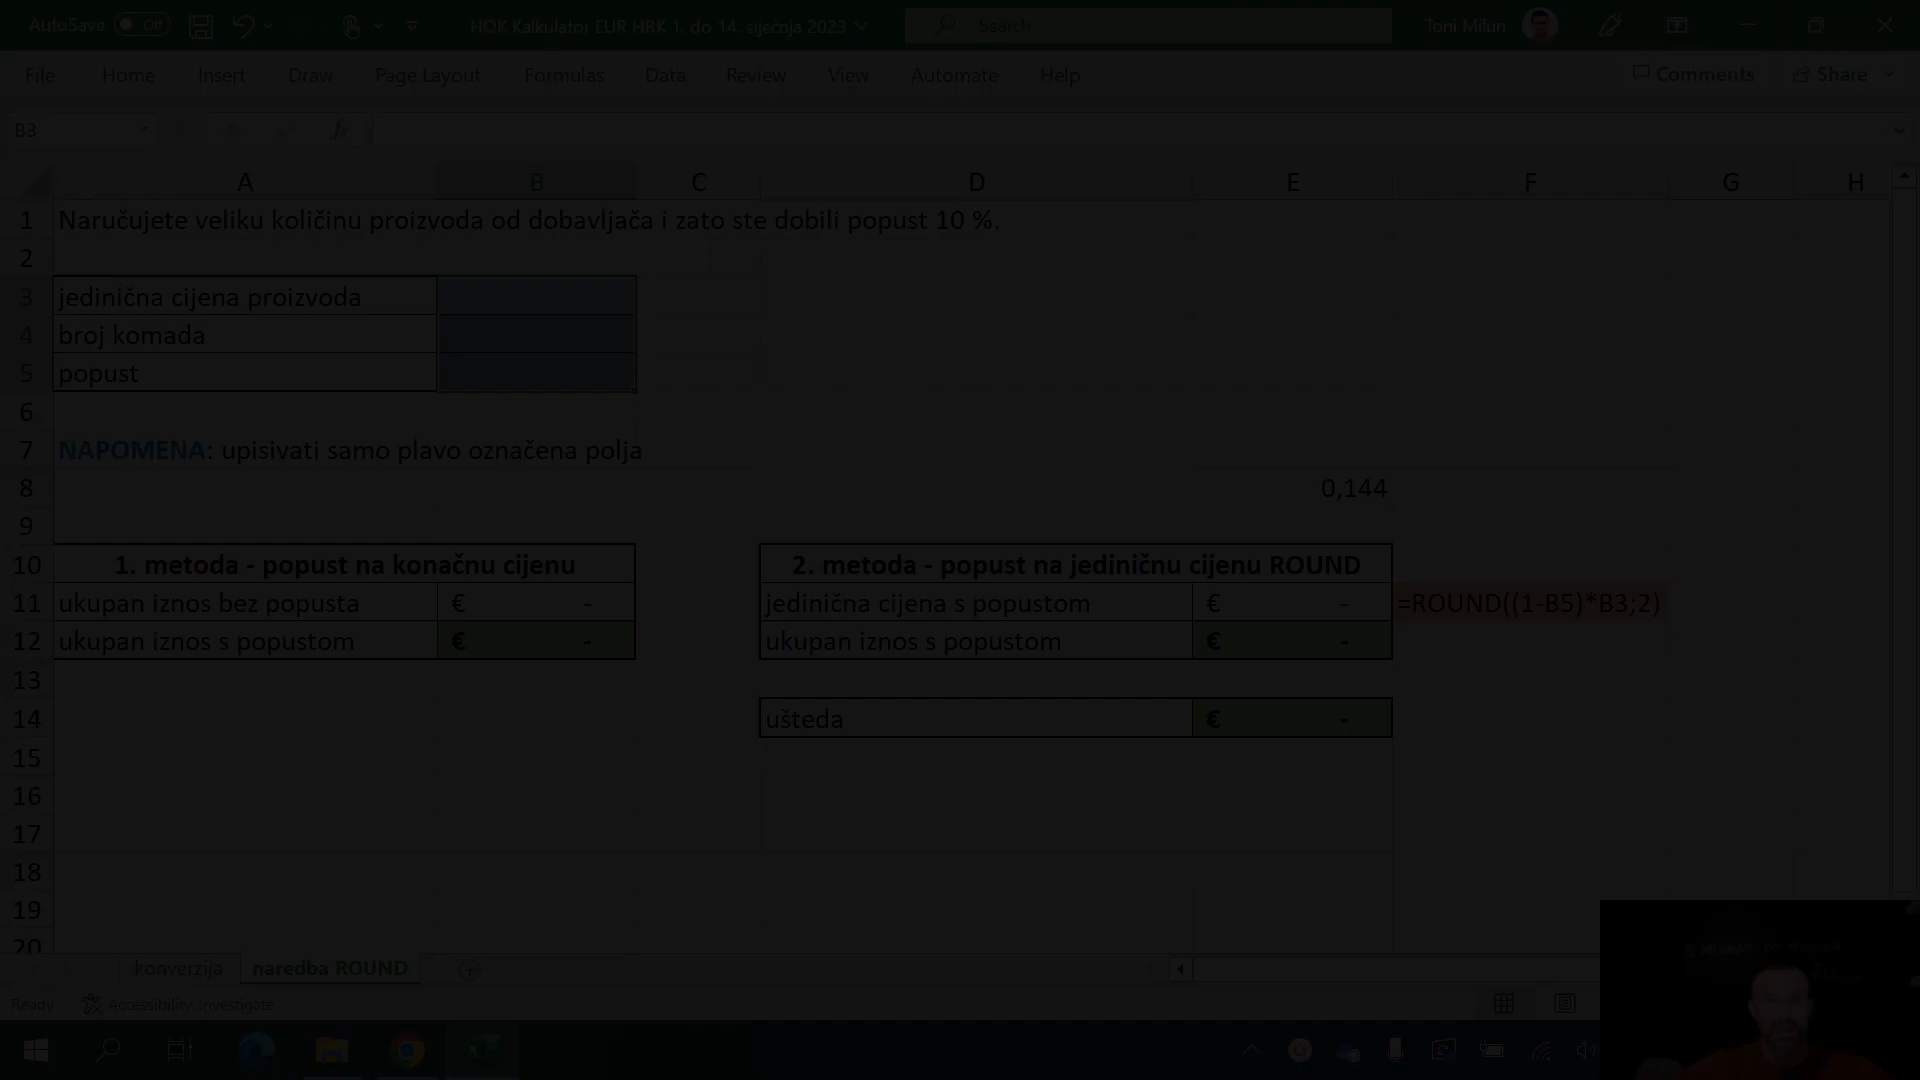 AutoSave Off HOK Kalkulator EUR HRK 1. do 14. siječnja 2023 Search Toni Milun
File Home Insert Draw Page Layout Formulas Data Review View Automate Help Comments Share
B3 fx
A B C D E F G H
1 Naručujete veliku količinu proizvoda od dobavljača i zato ste dobili popust 10 %.
2
3 jedinična cijena proizvoda
4 broj komada
5 popust
6
7 NAPOMENA: upisivati samo plavo označena polja
8 0,144
9
10 1. metoda - popust na konačnu cijenu 2. metoda - popust na jediničnu cijenu ROUND
11 ukupan iznos bez popusta € - jedinična cijena s popustom € - =ROUND((1-B5)*B3;2)
12 ukupan iznos s popustom € - ukupan iznos s popustom € -
13
14 ušteda € -
15
16
17
18
19
20
konverzija naredba ROUND
Ready Accessibility: Investigate